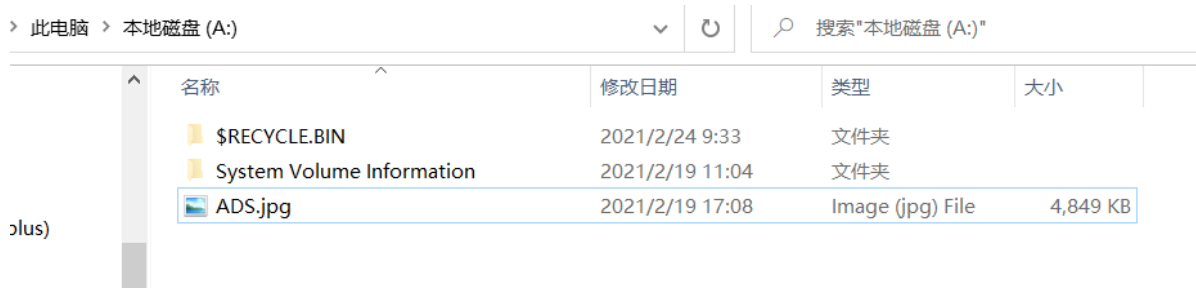 此电脑 > 本地磁盘 (A:) 搜索"本地磁盘 (A:)"
名称 修改日期 类型 大小
$RECYCLE.BIN 2021/2/24 9:33 文件夹
System Volume Information 2021/2/19 11:04 文件夹
ADS.jpg 2021/2/19 17:08 Image (jpg) File 4,849 KB
plus)